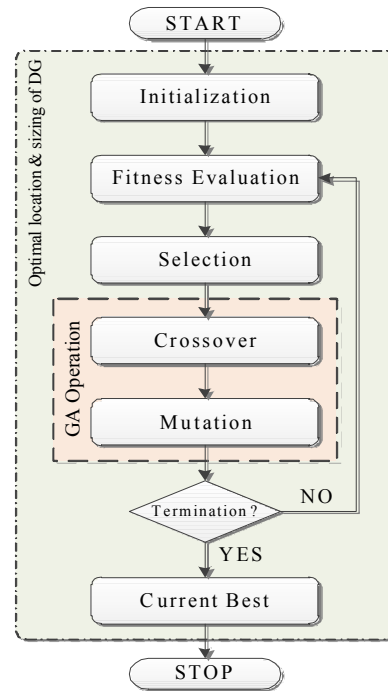 START
Optimal location & sizing of DG
Initialization
Fitness Evaluation
Selection
GA Operation
Crossover
Mutation
Termination?
NO
YES
Current Best
STOP